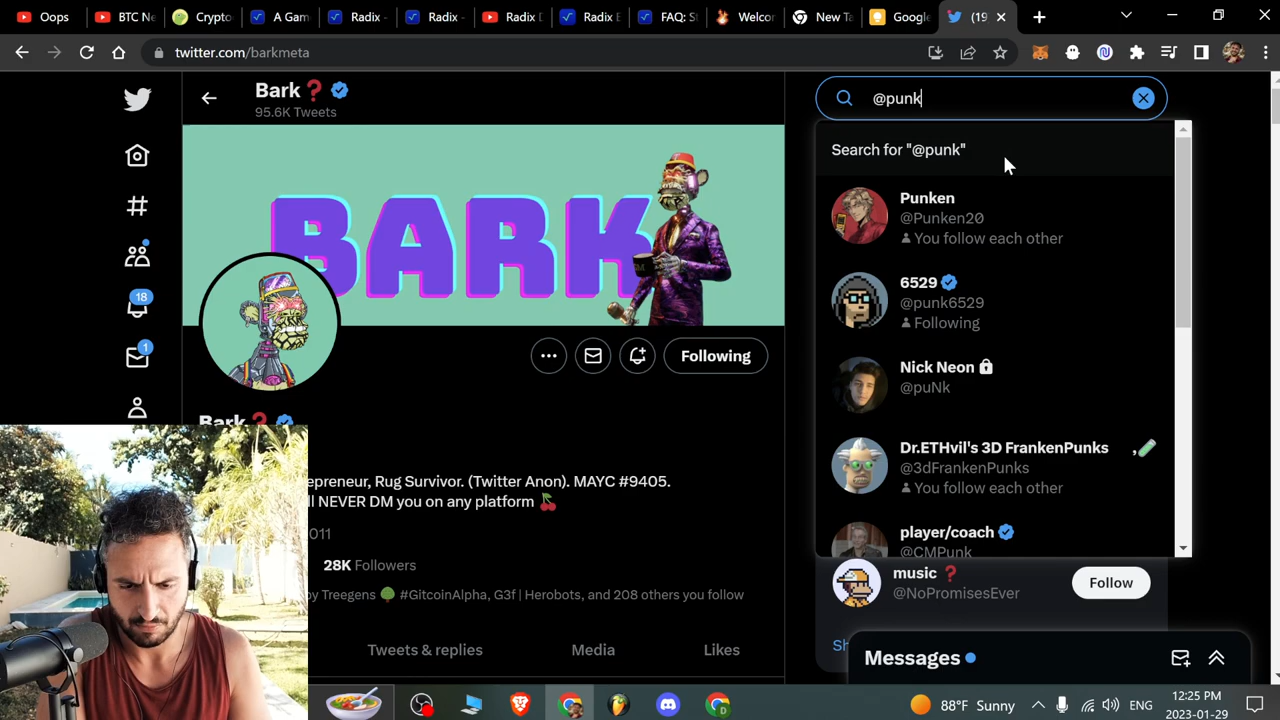 Oops
BTC Ne
Crypto
A Gam
Radix -
Radix -
Radix D
Radix E
FAQ: S
Welcor
New Ta
Google
(19
twitter.com/barkmeta
Bark❓
95.6K Tweets
BARK
Following
Bark❓
epreneur, Rug Survivor. (Twitter Anon). MAYC #9405.
ll NEVER DM you on any platform 🍒
011
28K Followers
by Treegens 🌳 #GitcoinAlpha, G3f | Herobots, and 208 others you follow
Tweets & replies
Media
Likes
18
1
@punk
Search for "@punk"
Punken
@Punken20
You follow each other
6529
@punk6529
Following
Nick Neon
@puNk
Dr.ETHvil's 3D FrankenPunks ,🧪
@3dFrankenPunks
You follow each other
player/coach
@CMPunk
music❓
@NoPromisesEver
Follow
Sh
Messages
88°F Sunny
ENG
12:25 PM
2023-01-29